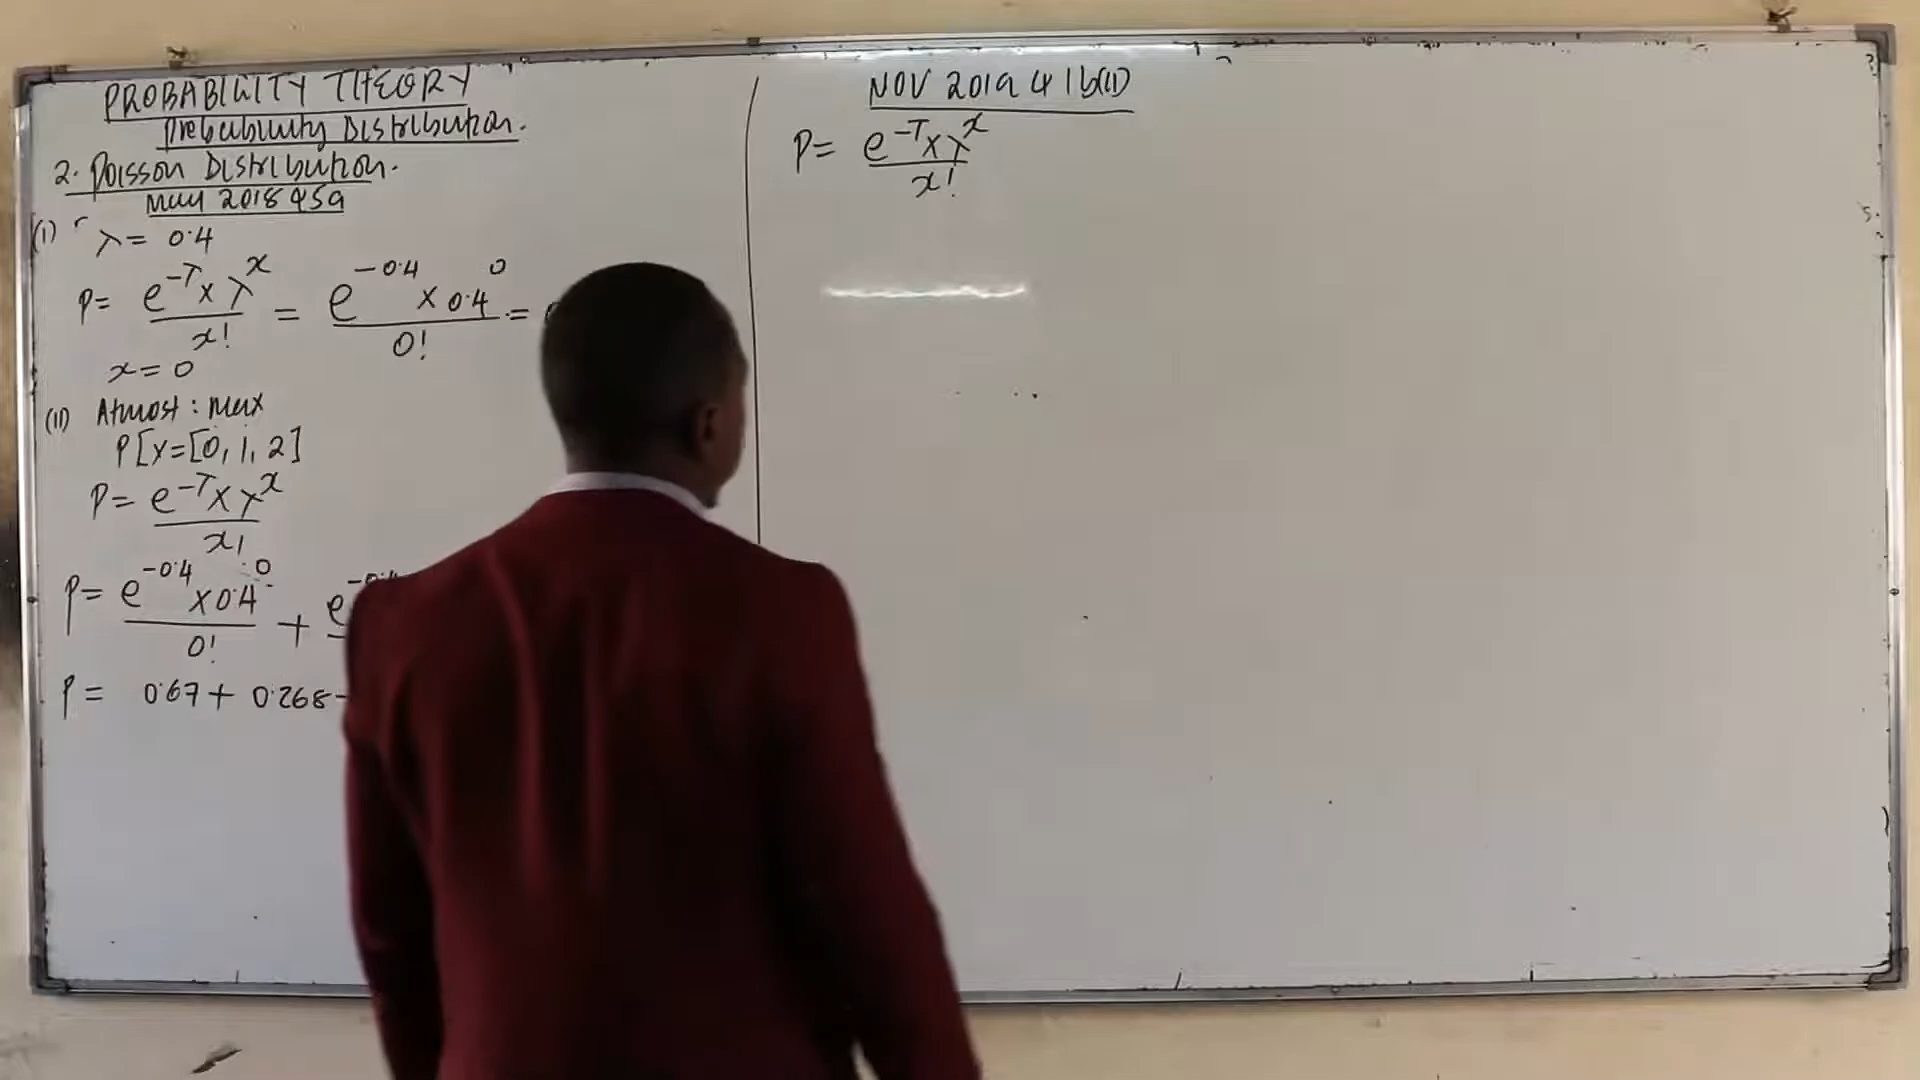 PROBABILITY THEORY
Probability Distribution.
2. Poisson Distribution.
May 2018 Q5a
(i) λ = 0.4
P = e^-λ x λ^x / x! = e^-0.4 x 0.4^0 / 0! =
x = 0
(ii) Atmost : Max
P[x=[0, 1, 2]
P = e^-λ x λ^x / x!
P = e^-0.4 x 0.4^0 / 0! + e^-0.4
P = 0.67 + 0.268
NOV 2019 Q1b(ii)
P = e^-λ x λ^x / x!